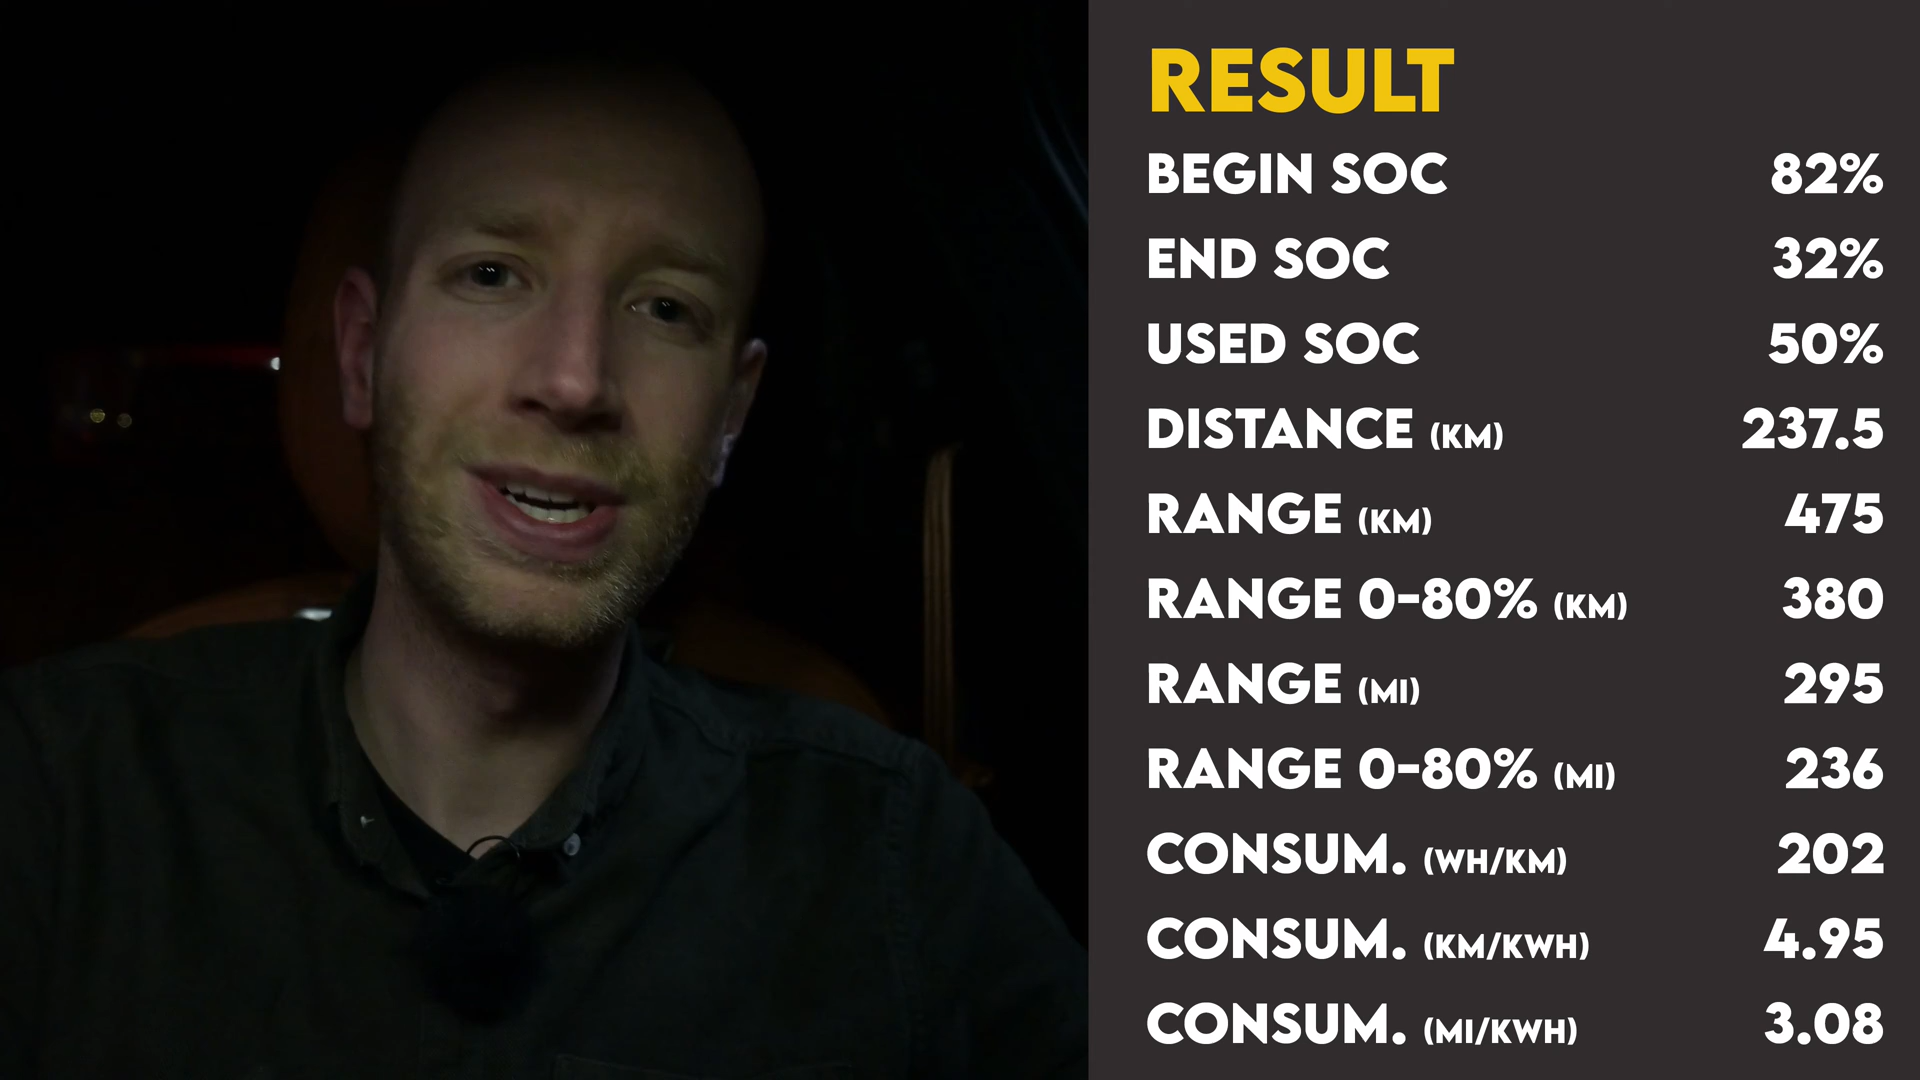 RESULT
BEGIN SOC 82%
END SOC 32%
USED SOC 50%
DISTANCE (KM) 237.5
RANGE (KM) 475
RANGE 0-80% (KM) 380
RANGE (MI) 295
RANGE 0-80% (MI) 236
CONSUM. (WH/KM) 202
CONSUM. (KM/KWH) 4.95
CONSUM. (MI/KWH) 3.08